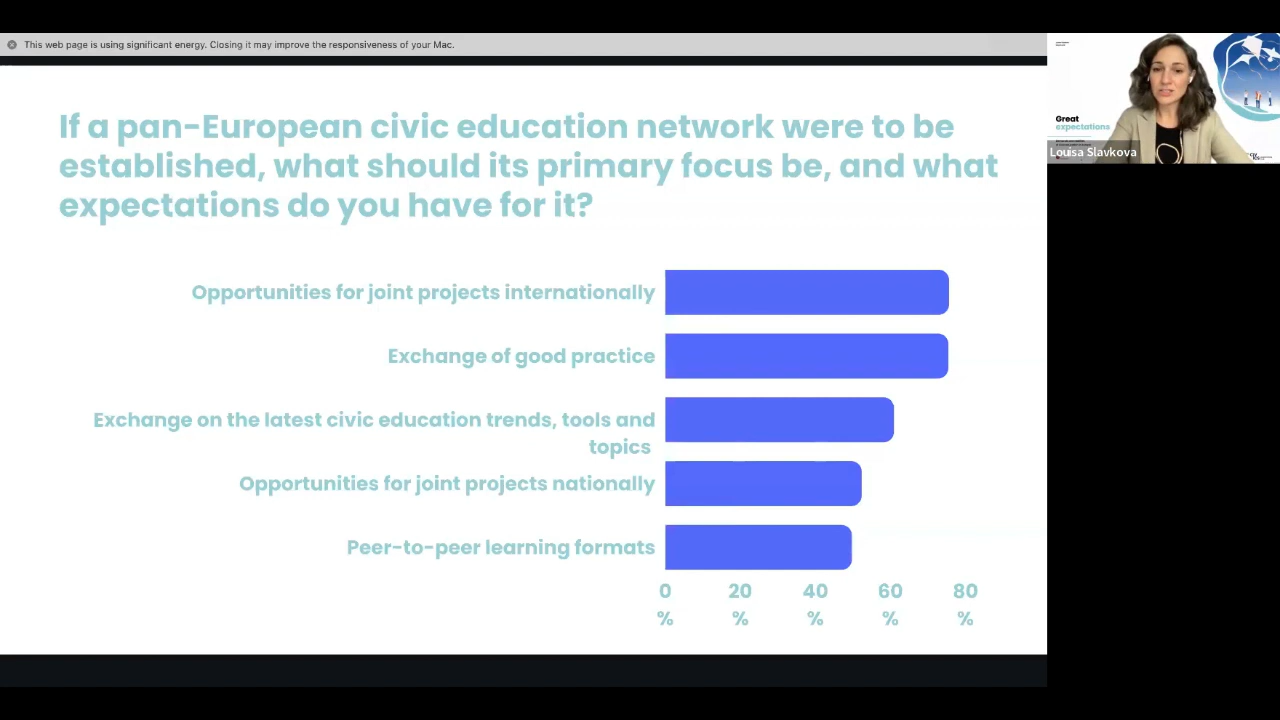 This web page is using significant energy. Closing it may improve the responsiveness of your Mac.
If a pan-European civic education network were to be
established, what should its primary focus be, and what
expectations do you have for it?
Opportunities for joint projects internationally
Exchange of good practice
Exchange on the latest civic education trends, tools and
topics
Opportunities for joint projects nationally
Peer-to-peer learning formats
0 20 40 60 80
% % % % %
Great
expectations
Louisa Slavkova